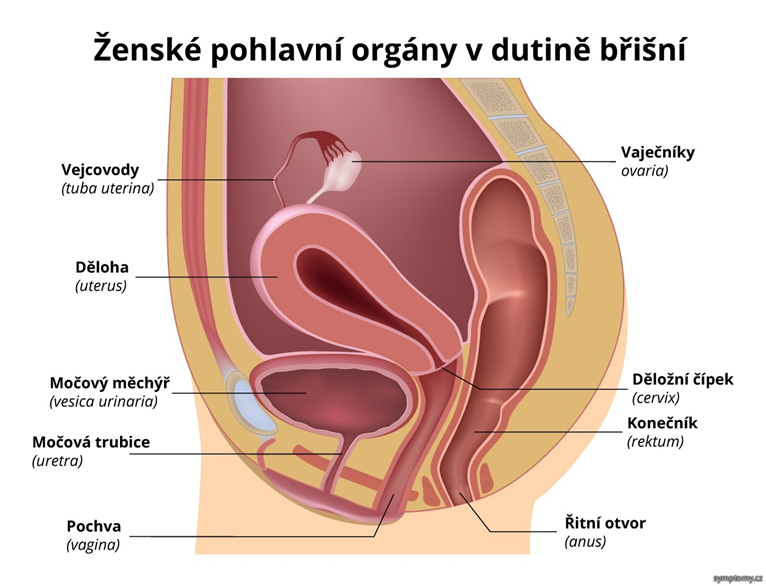 Ženské pohlavní orgány v dutině břišní
Vejcovody
(tuba uterina)
Vaječníky
ovaria)
Děloha
(uterus)
Močový měchýř
(vesica urinaria)
Děložní čípek
(cervix)
Močová trubice
(uretra)
Konečník
(rektum)
Pochva
(vagina)
Řitní otvor
(anus)
symptomy.cz